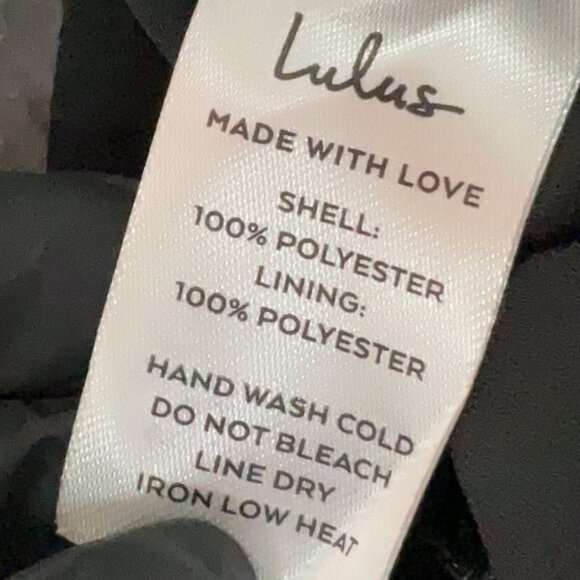 Lulus
MADE WITH LOVE
SHELL:
100% POLYESTER
LINING:
100% POLYESTER
HAND WASH COLD
DO NOT BLEACH
LINE DRY
IRON LOW HEAT